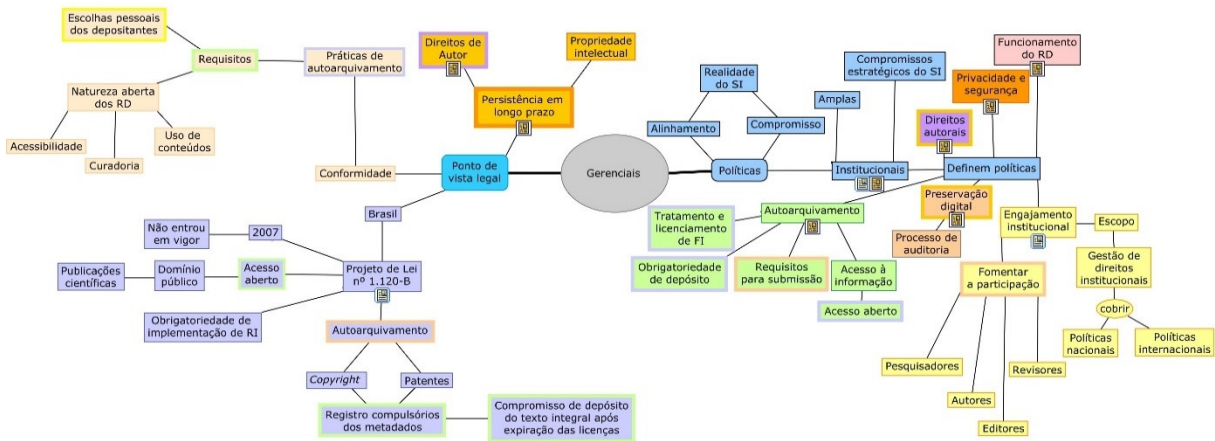 Escolhas pessoais
dos depositantes
Requisitos
Práticas de
autoarquivamento
Natureza aberta
dos RD
Acessibilidade
Curadoria
Uso de
conteúdos
Conformidade
Direitos de
Autor
Propriedade
intelectual
Persistência em
longo prazo
Ponto de
vista legal
Gerenciais
Brasil
Não entrou
em vigor
2007
Publicações
científicas
Domínio
público
Acesso
aberto
Projeto de Lei
nº 1.120-B
Obrigatoriedade de
implementação de RI
Autoarquivamento
Copyright
Patentes
Registro compulsórios
dos metadados
Compromisso de depósito
do texto integral após
expiração das licenças
Realidade
do SI
Alinhamento
Compromisso
Políticas
Amplas
Compromissos
estratégicos do SI
Institucionais
Funcionamento
do RD
Privacidade e
segurança
Direitos
autorais
Definem políticas
Autoarquivamento
Tratamento e
licenciamento
de FI
Obrigatoriedade
de depósito
Requisitos
para submissão
Acesso à
informação
Acesso aberto
Preservação
digital
Processo de
auditoria
Engajamento
institucional
Escopo
Gestão de
direitos
institucionais
cobrir
Políticas
nacionais
Políticas
internacionais
Fomentar
a participação
Pesquisadores
Autores
Editores
Revisores